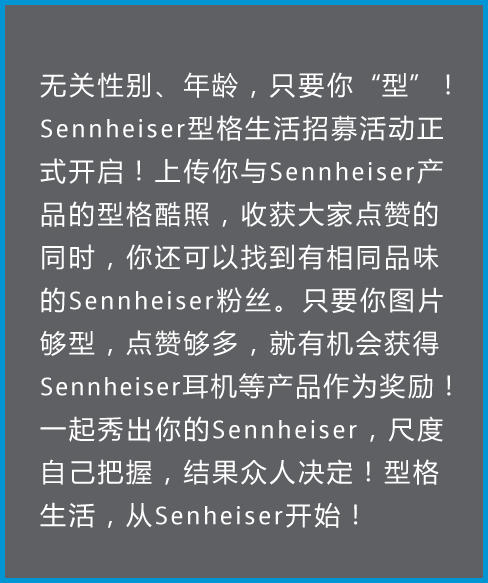 无关性别、年龄，只要你“型”！
Sennheiser型格生活招募活动正
式开启！上传你与Sennheiser产
品的型格酷照，收获大家点赞的
同时，你还可以找到有相同品味
的Sennheiser粉丝。只要你图片
够型，点赞够多，就有机会获得
Sennheiser耳机等产品作为奖励！
一起秀出你的Sennheiser，尺度
自己把握，结果众人决定！型格
生活，从Senheiser开始！